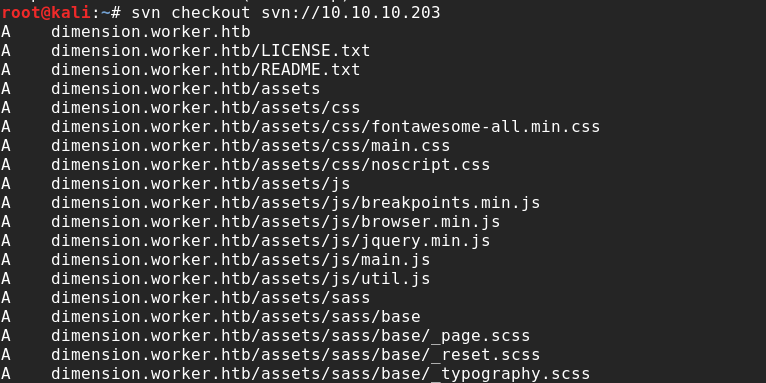 root@kali:~# svn checkout svn://10.10.10.203
A    dimension.worker.htb
A    dimension.worker.htb/LICENSE.txt
A    dimension.worker.htb/README.txt
A    dimension.worker.htb/assets
A    dimension.worker.htb/assets/css
A    dimension.worker.htb/assets/css/fontawesome-all.min.css
A    dimension.worker.htb/assets/css/main.css
A    dimension.worker.htb/assets/css/noscript.css
A    dimension.worker.htb/assets/js
A    dimension.worker.htb/assets/js/breakpoints.min.js
A    dimension.worker.htb/assets/js/browser.min.js
A    dimension.worker.htb/assets/js/jquery.min.js
A    dimension.worker.htb/assets/js/main.js
A    dimension.worker.htb/assets/js/util.js
A    dimension.worker.htb/assets/sass
A    dimension.worker.htb/assets/sass/base
A    dimension.worker.htb/assets/sass/base/_page.scss
A    dimension.worker.htb/assets/sass/base/_reset.scss
A    dimension.worker.htb/assets/sass/base/_typography.scss